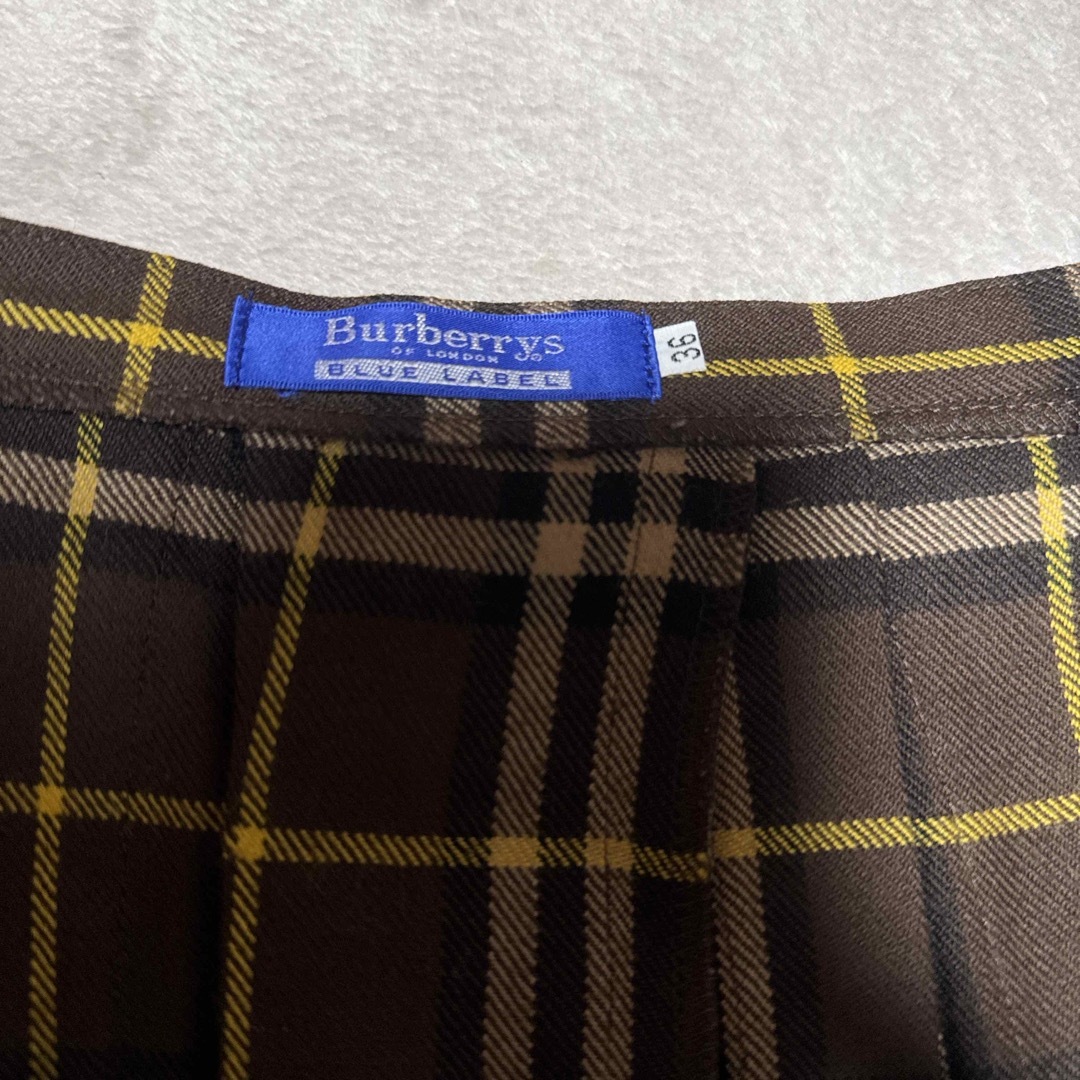 Burberrys
OF LONDON
BLUE LABEL
36